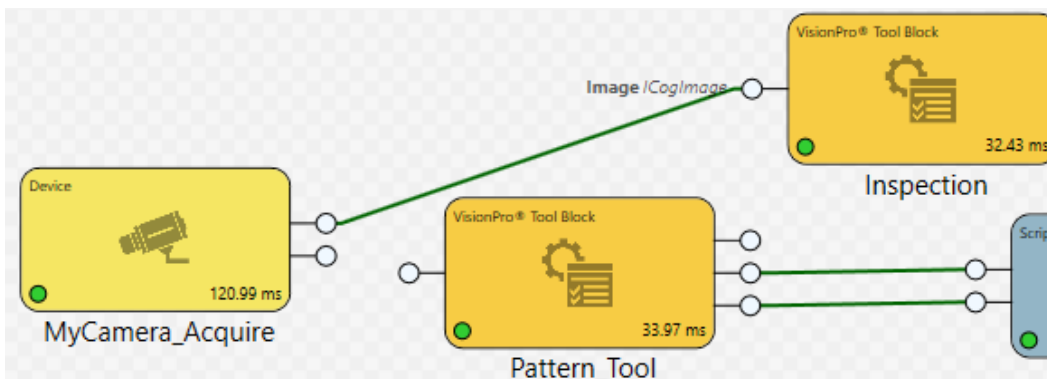 VisionPro® Tool Block
Image ICogImage
32.43 ms
Inspection
Device
120.99 ms
MyCamera_Acquire
VisionPro® Tool Block
33.97 ms
Pattern_Tool
Scrip